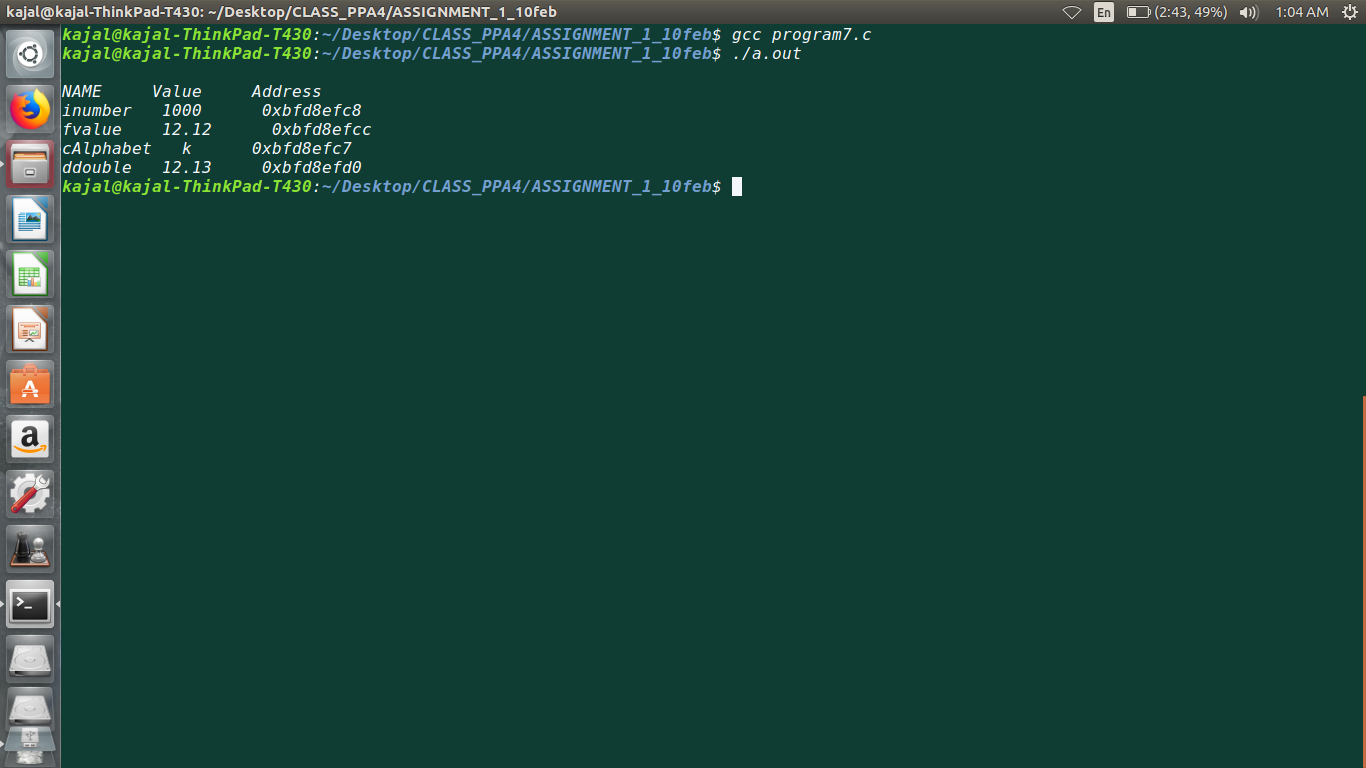 kajal@kajal-ThinkPad-T430: ~/Desktop/CLASS_PPA4/ASSIGNMENT_1_10feb En (2:43, 49%) 1:04 AM
kajal@kajal-ThinkPad-T430:~/Desktop/CLASS_PPA4/ASSIGNMENT_1_10feb$ gcc program7.c
kajal@kajal-ThinkPad-T430:~/Desktop/CLASS_PPA4/ASSIGNMENT_1_10feb$ ./a.out
NAME     Value     Address
inumber   1000      0xbfd8efc8
fvalue    12.12      0xbfd8efcc
cAlphabet   k      0xbfd8efc7
ddouble   12.13     0xbfd8efd0
kajal@kajal-ThinkPad-T430:~/Desktop/CLASS_PPA4/ASSIGNMENT_1_10feb$